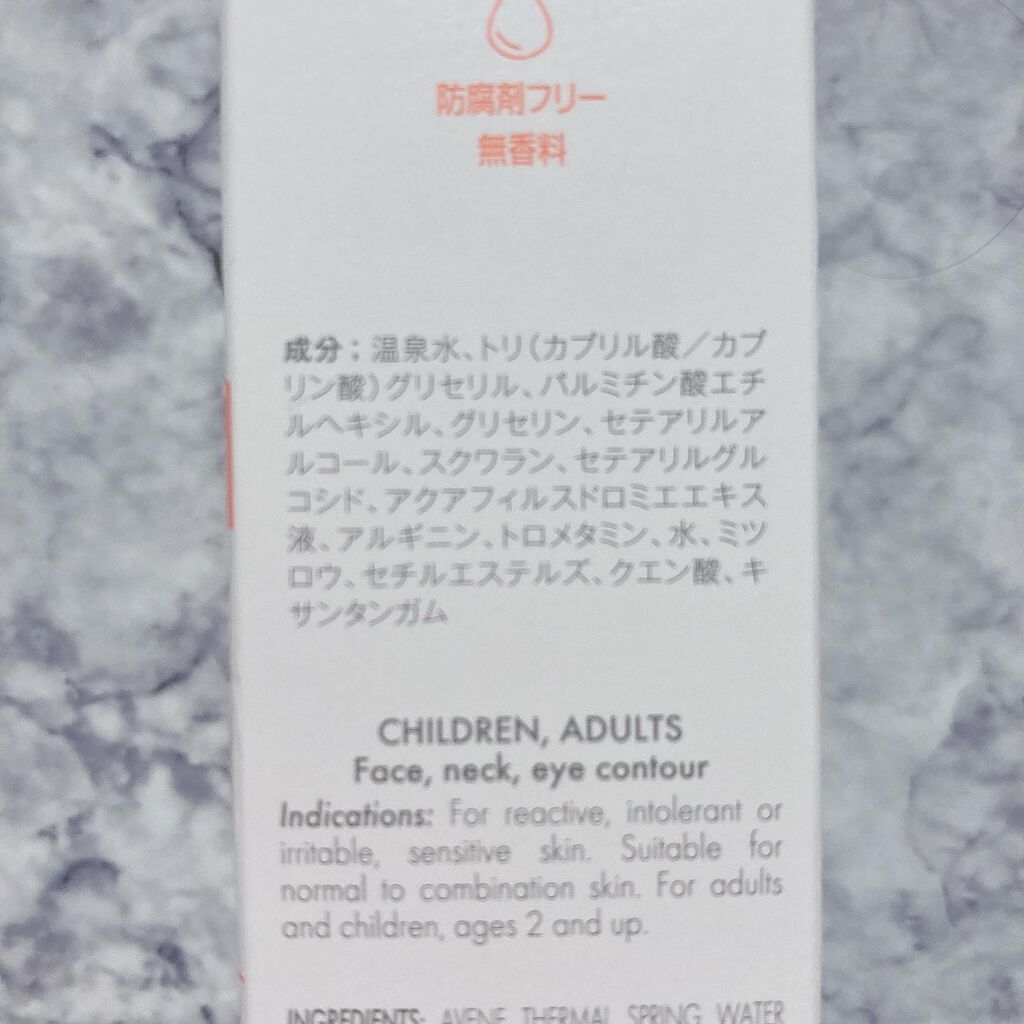 防腐剤フリー
無香料
成分；温泉水、トリ（カプリル酸／カプ
リン酸）グリセリル、パルミチン酸エチ
ルヘキシル、グリセリン、セテアリルア
ルコール、スクワラン、セテアリルグル
コシド、アクアフィルスドロミエエキス
液、アルギニン、トロメタミン、水、ミツ
ロウ、セチルエステルズ、クエン酸、キ
サンタンガム
CHILDREN, ADULTS
Face, neck, eye contour
Indications: For reactive, intolerant or
irritable, sensitive skin. Suitable for
normal to combination skin. For adults
and children, ages 2 and up.
INGREDIENTS: AVENE THERMAL SPRING WATER